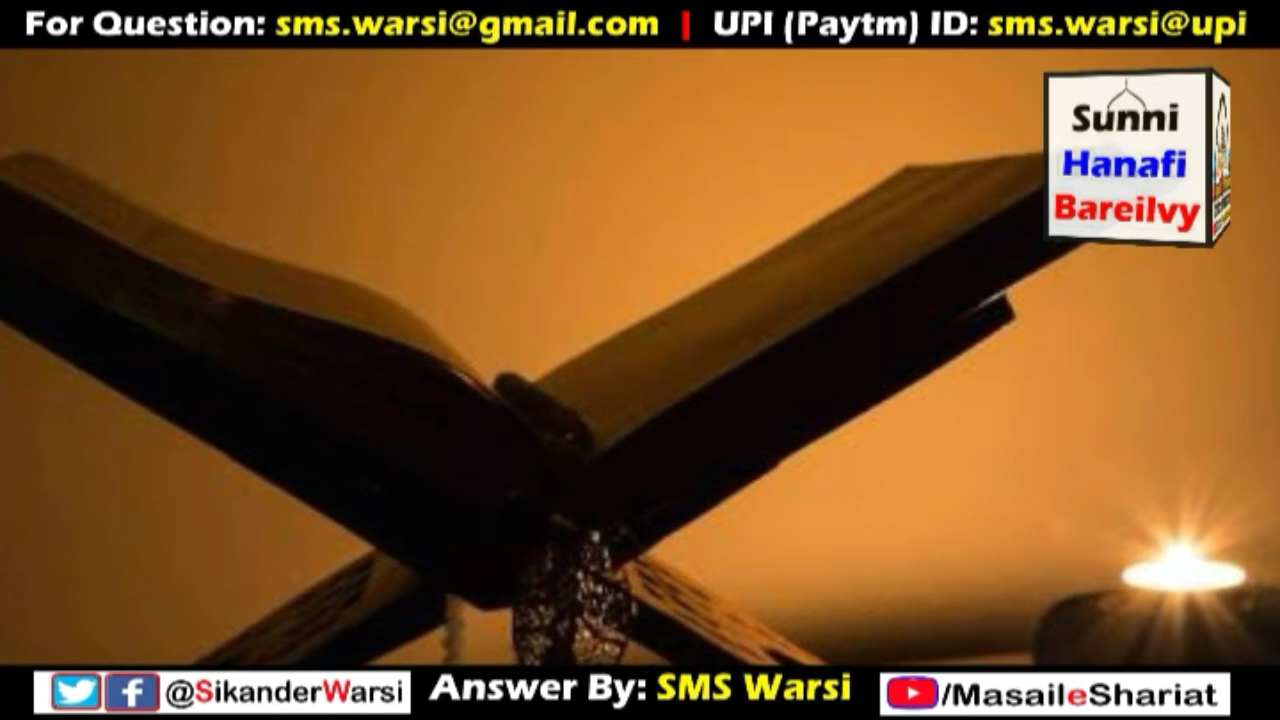 For Question: sms.warsi@gmail.com | UPI (Paytm) ID: sms.warsi@upi
Sunni
Hanafi
Bareilvy
@SikanderWarsi Answer By: SMS Warsi /MasaileShariat